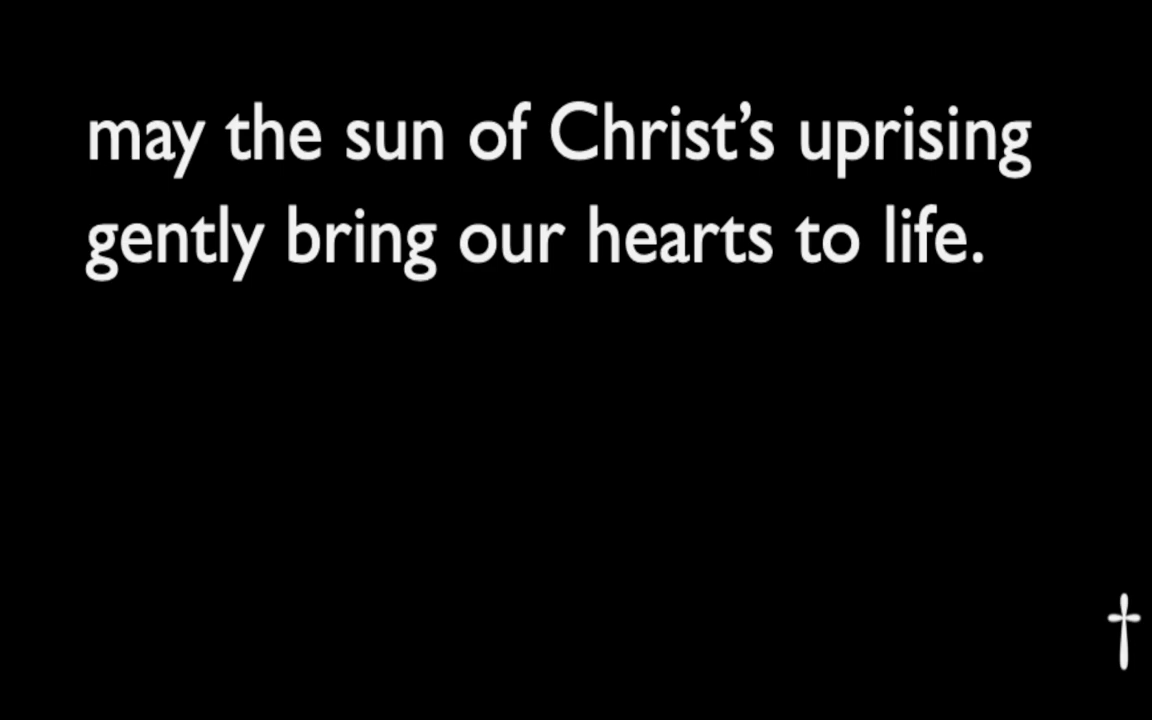 may the sun of Christ’s uprising
gently bring our hearts to life.
†